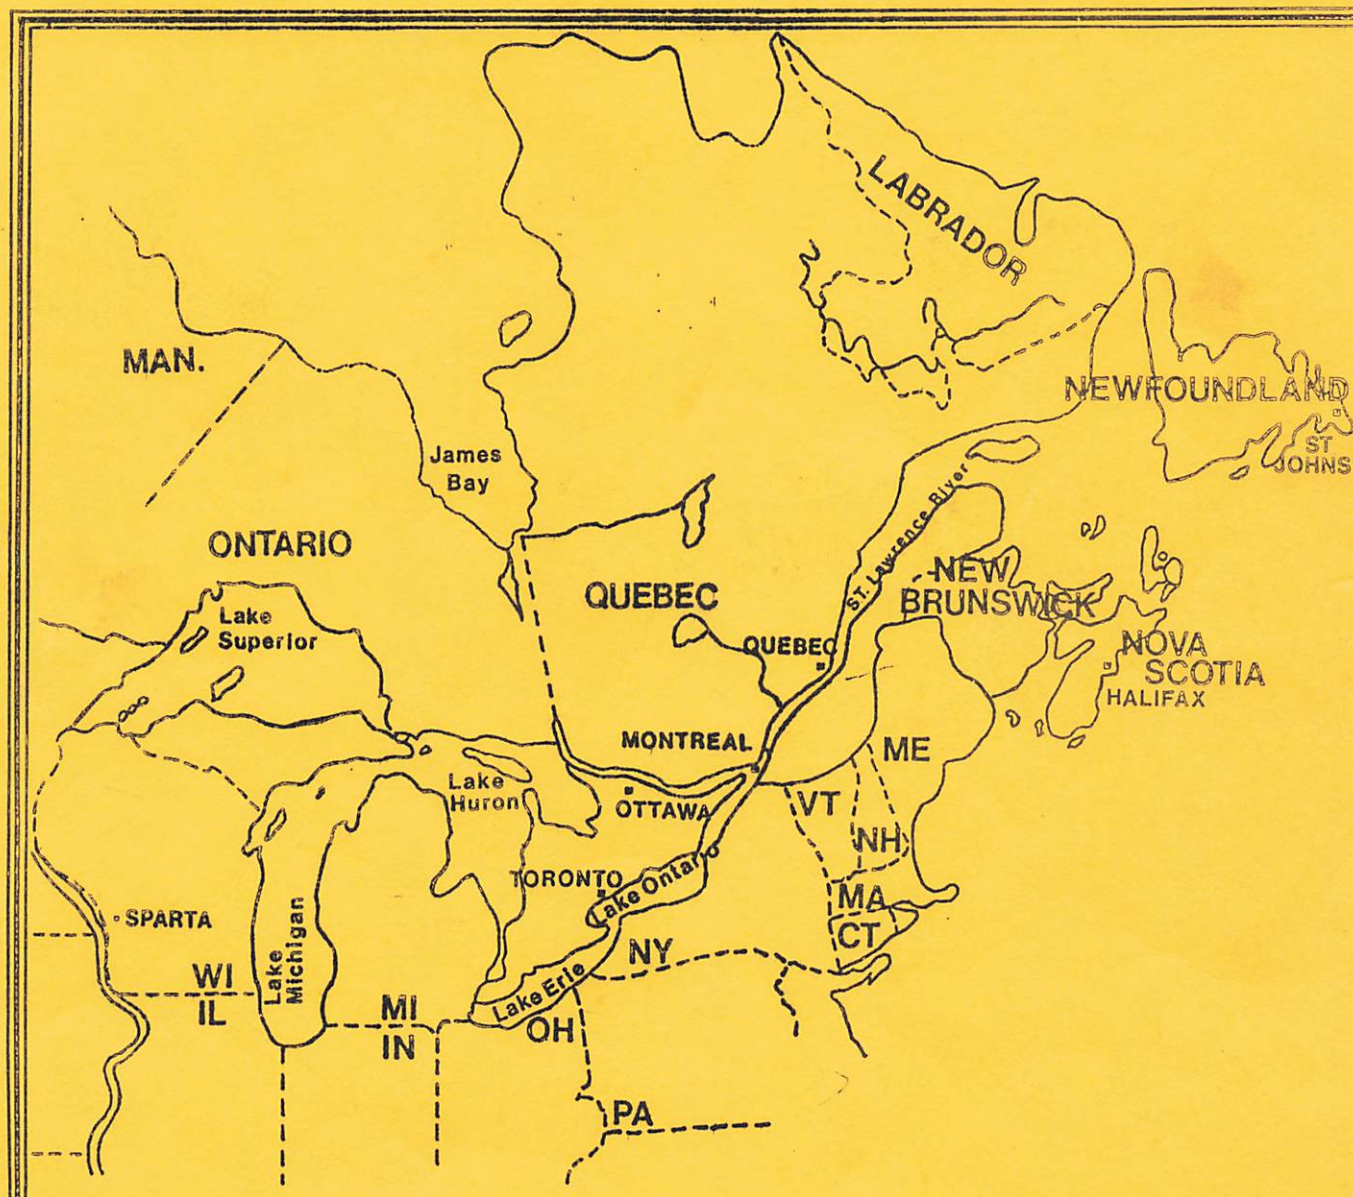 LABRADOR
MAN.
NEWFOUNDLAND
ST
JOHNS
James
Bay
ST. Lawrence River
ONTARIO
QUEBEC
NEW
BRUNSWICK
Lake
Superior
QUEBEC
NOVA
SCOTIA
HALIFAX
MONTREAL
ME
Lake
Huron
OTTAWA
VT
NH
TORONTO
Lake Ontario
MA
SPARTA
CT
Lake
Michigan
NY
WI
IL
Lake Erie
MI
IN
OH
PA